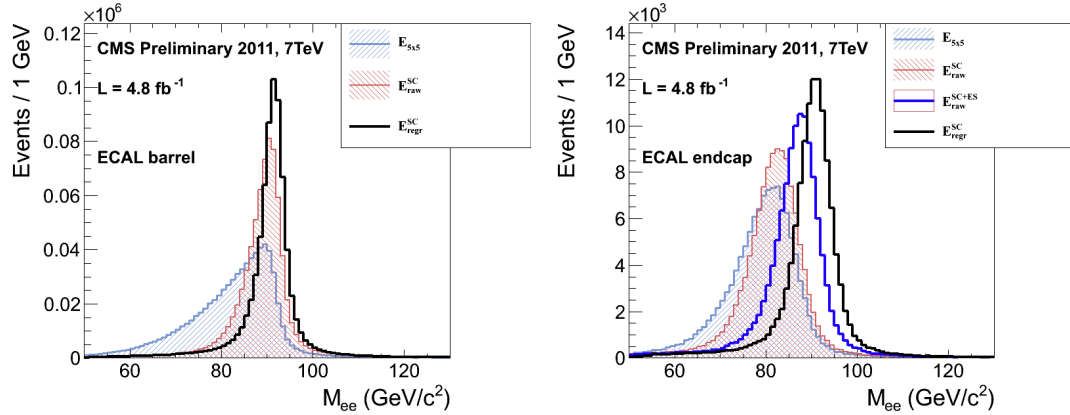 ×10⁶
Events / 1 GeV
0.12
0.1
0.08
0.06
0.04
0.02
0
CMS Preliminary 2011, 7TeV
L = 4.8 fb⁻¹
ECAL barrel
E₅ₓ₅
E^SC_raw
E^SC_regr
60 80 100 120
M_ee (GeV/c²)
×10³
Events / 1 GeV
14
12
10
8
6
4
2
0
CMS Preliminary 2011, 7TeV
L = 4.8 fb⁻¹
ECAL endcap
E₅ₓ₅
E^SC_raw
E^SC+ES_raw
E^SC_regr
60 80 100 120
M_ee (GeV/c²)